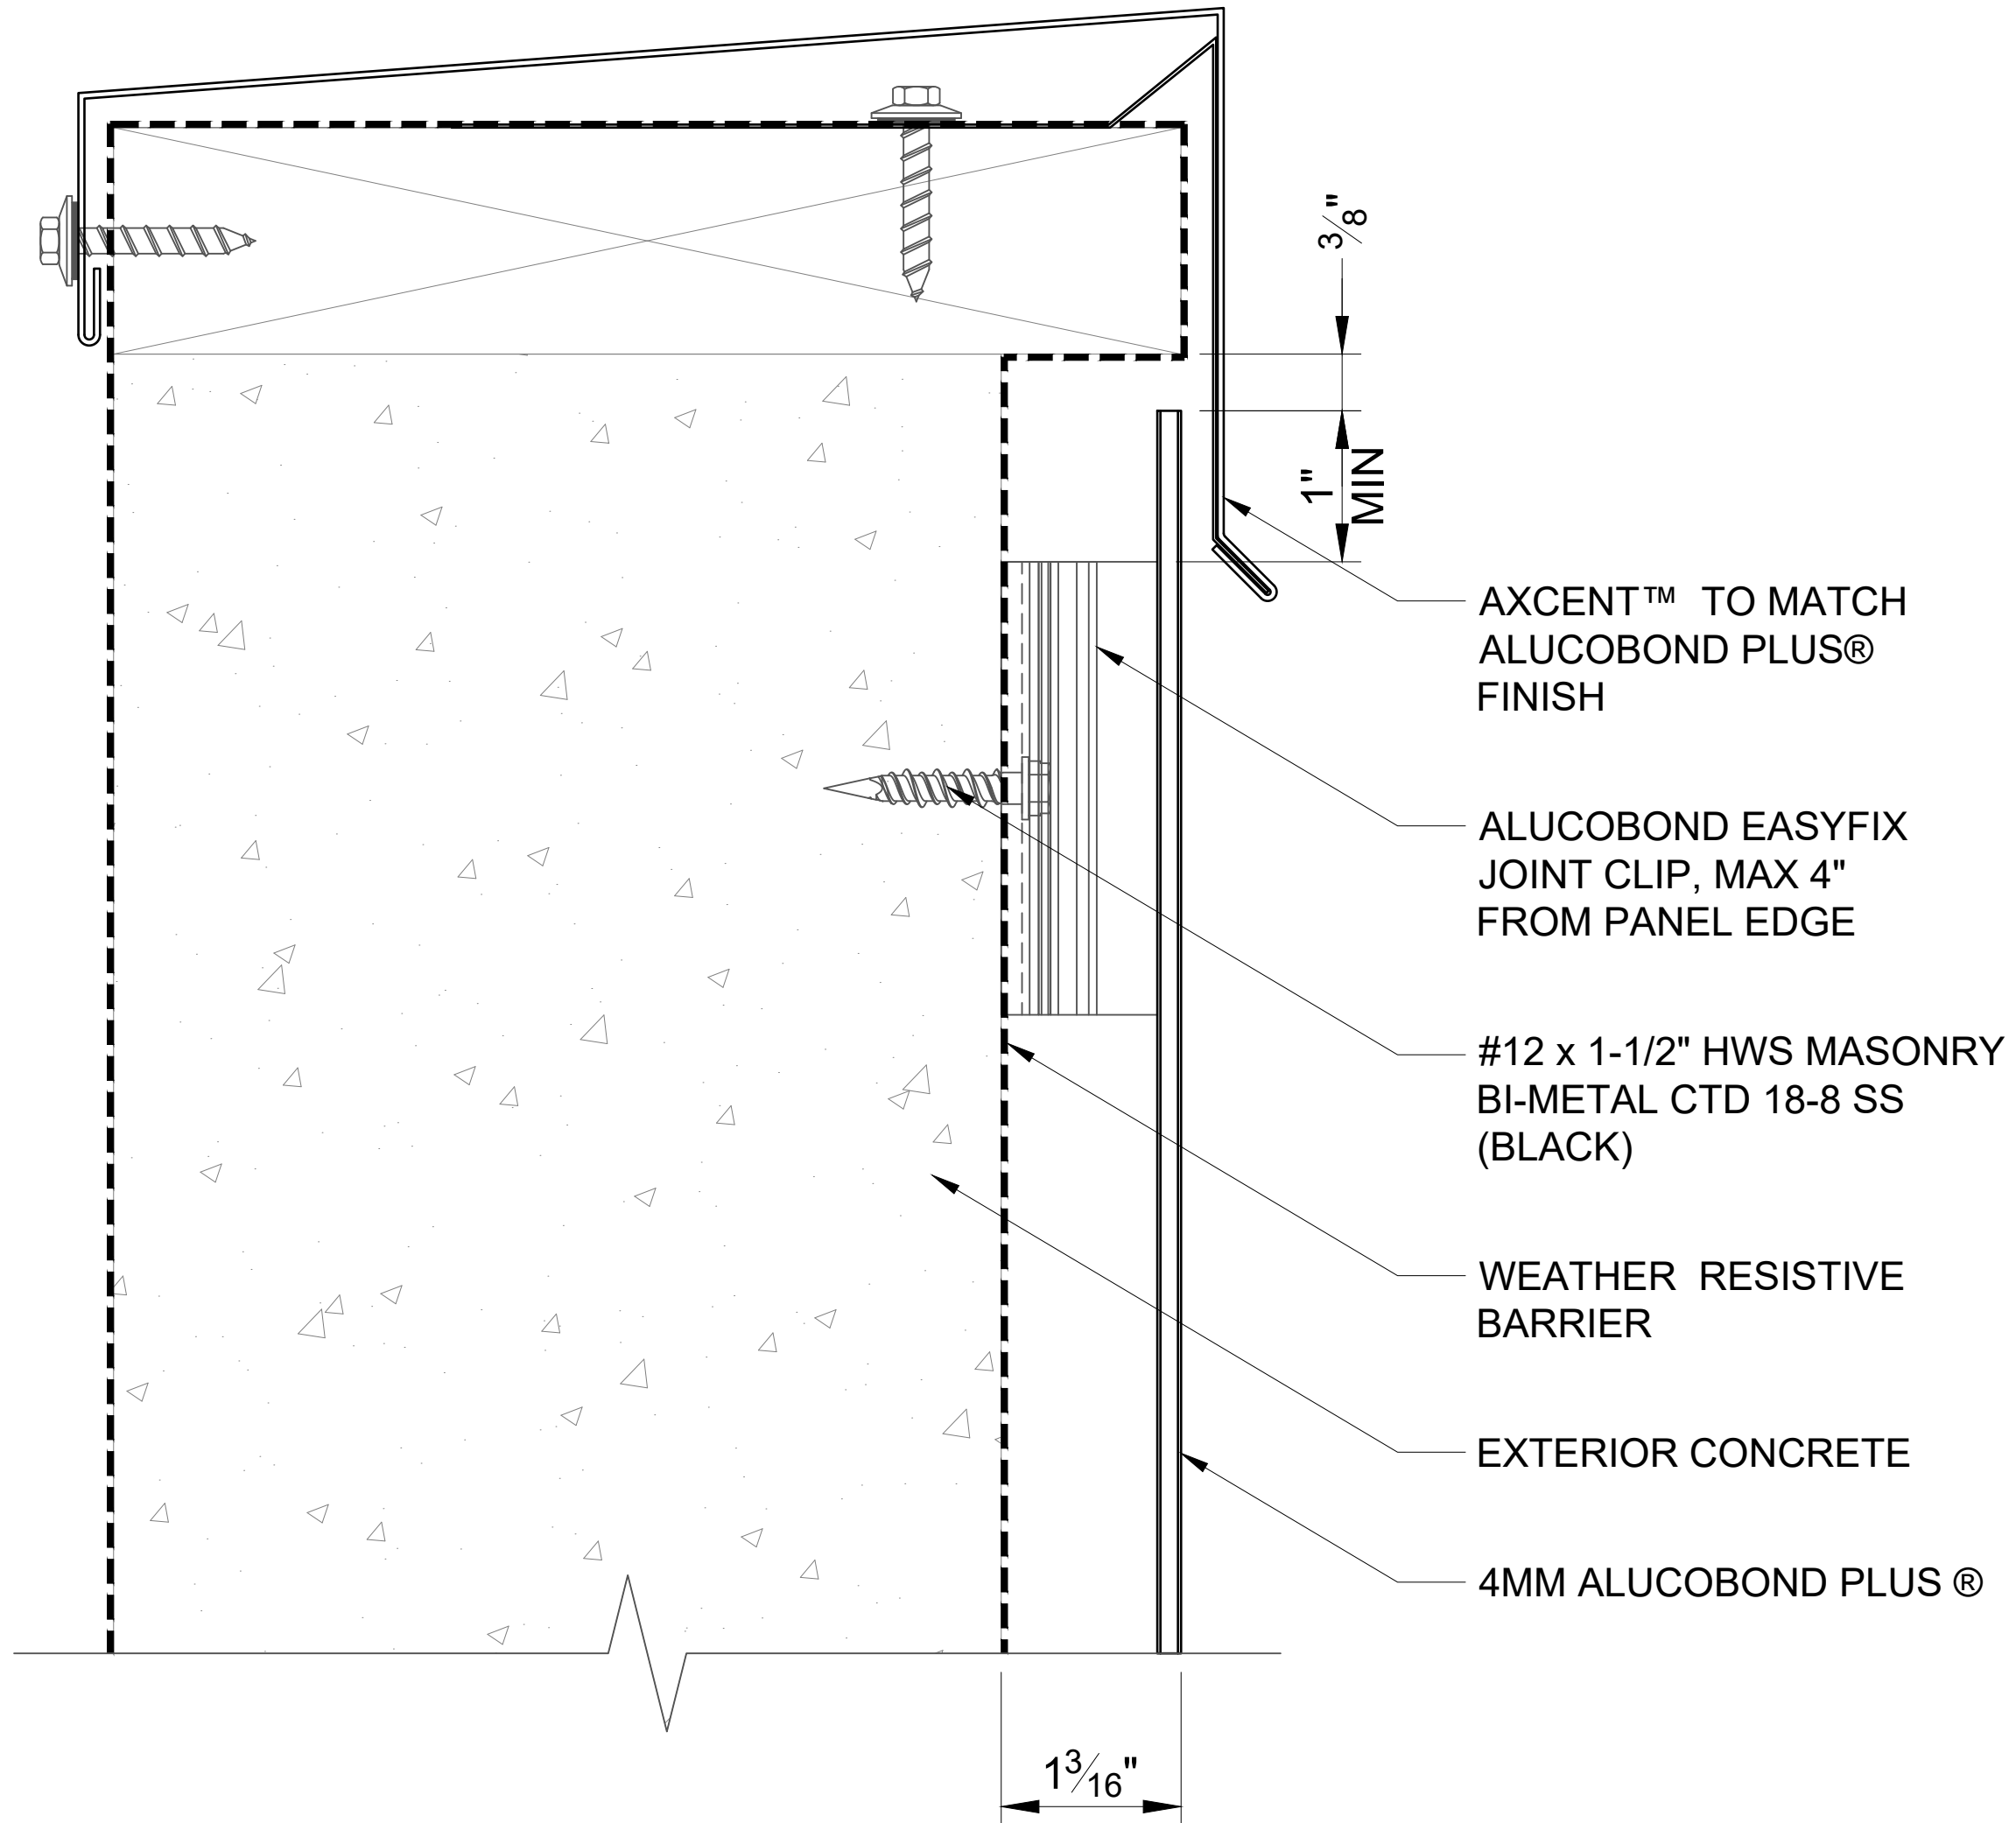 3/8"
1"
MIN
AXCENT™ TO MATCH
ALUCOBOND PLUS®
FINISH
ALUCOBOND EASYFIX
JOINT CLIP, MAX 4"
FROM PANEL EDGE
#12 x 1-1/2" HWS MASONRY
BI-METAL CTD 18-8 SS
(BLACK)
WEATHER RESISTIVE
BARRIER
EXTERIOR CONCRETE
4MM ALUCOBOND PLUS ®
1 3/16"